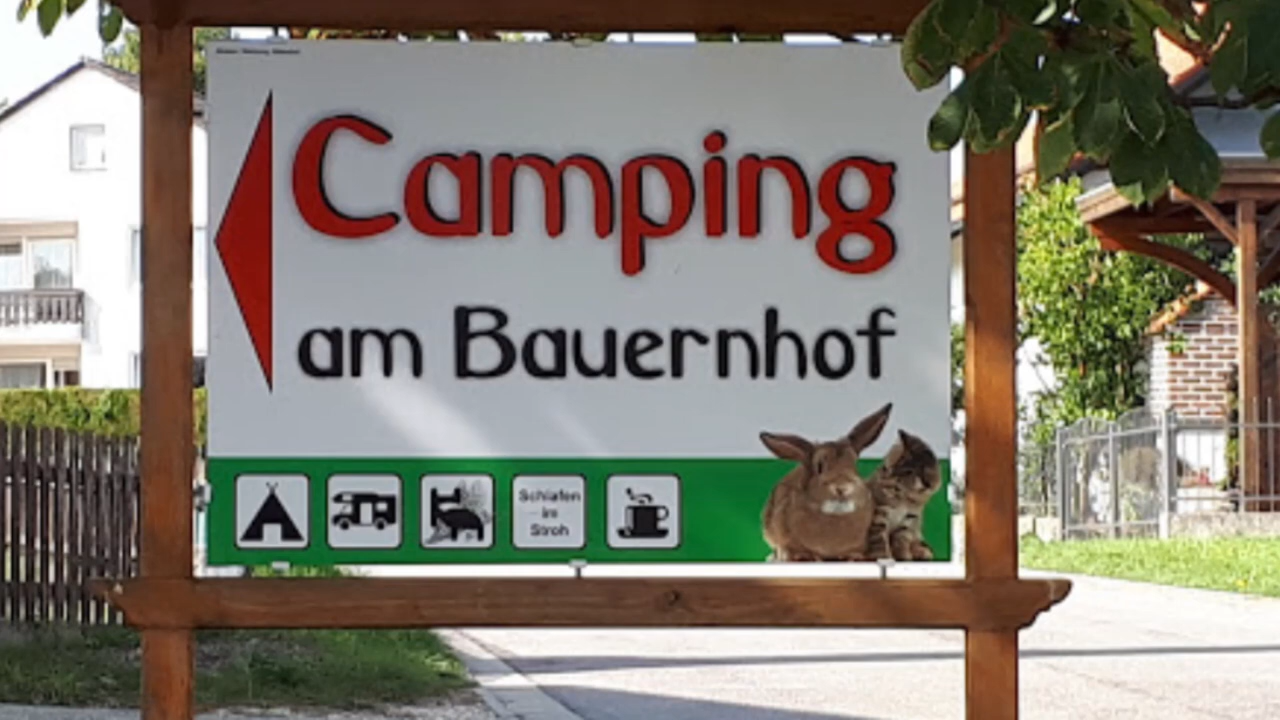 Camping
am Bauernhof
Schlafen
im
Stroh